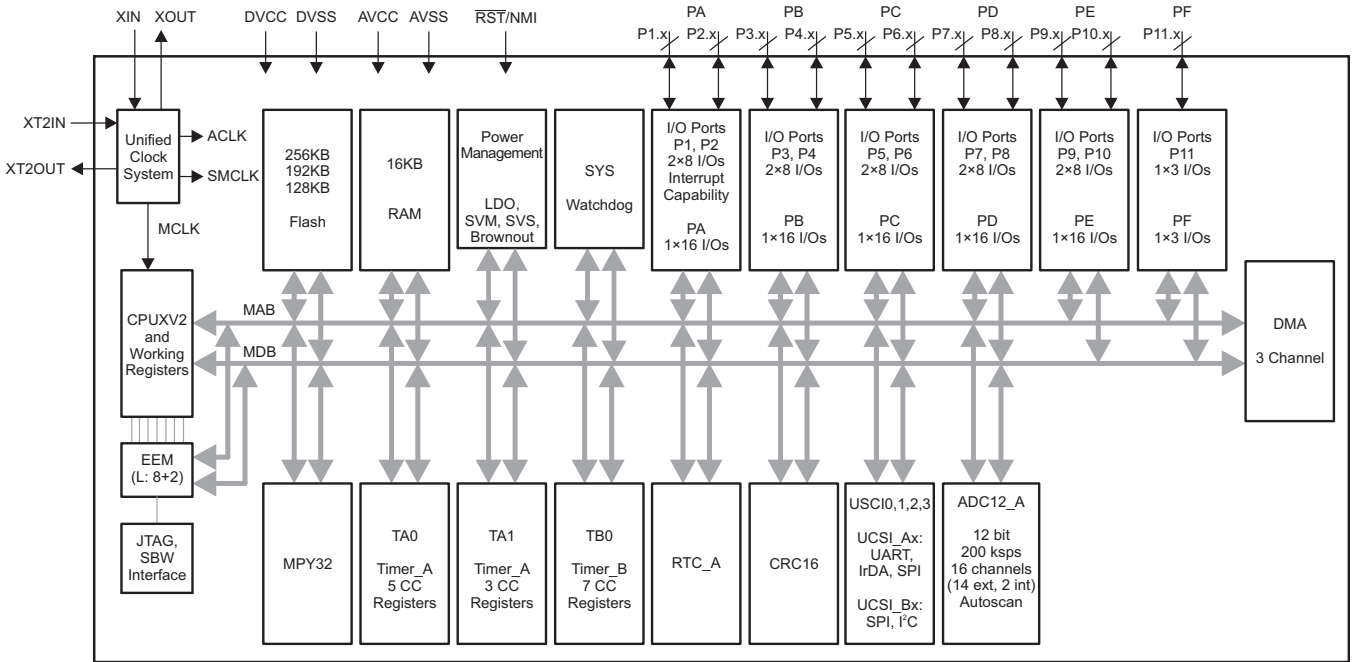 XIN XOUT DVCC DVSS AVCC AVSS RST/NMI
PA PB PC PD PE PF
P1.x P2.x P3.x P4.x P5.x P6.x P7.x P8.x P9.x P10.x P11.x
XT2IN
XT2OUT
Unified
Clock
System
ACLK
SMCLK
MCLK
256KB
192KB
128KB
Flash
16KB
RAM
Power
Management
LDO,
SVM, SVS,
Brownout
SYS
Watchdog
I/O Ports
P1, P2
2×8 I/Os
Interrupt
Capability
PA
1×16 I/Os
I/O Ports
P3, P4
2×8 I/Os
PB
1×16 I/Os
I/O Ports
P5, P6
2×8 I/Os
PC
1×16 I/Os
I/O Ports
P7, P8
2×8 I/Os
PD
1×16 I/Os
I/O Ports
P9, P10
2×8 I/Os
PE
1×16 I/Os
I/O Ports
P11
1×3 I/Os
PF
1×3 I/Os
CPUXV2
and
Working
Registers
MAB
MDB
DMA
3 Channel
EEM
(L: 8+2)
JTAG,
SBW
Interface
MPY32
TA0
Timer_A
5 CC
Registers
TA1
Timer_A
3 CC
Registers
TB0
Timer_B
7 CC
Registers
RTC_A
CRC16
USCI0,1,2,3
UCSI_Ax:
UART,
IrDA, SPI
UCSI_Bx:
SPI, I²C
ADC12_A
12 bit
200 ksps
16 channels
(14 ext, 2 int)
Autoscan